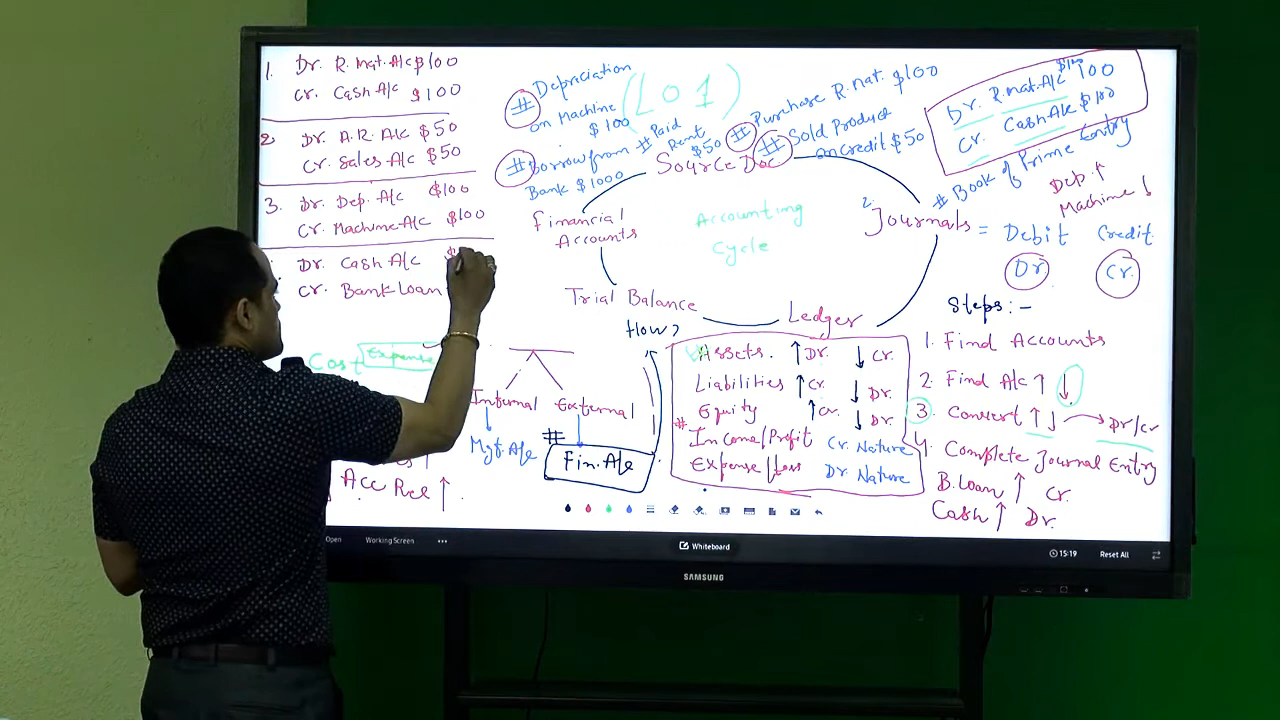 1. Dr. R. mat. A/c $100
Cr. Cash A/c $100
2. Dr. A.R. A/c $50
Cr. Sales A/c $50
3. Dr. Dep. A/c $100
Cr. Machine A/c $100
Dr. Cash A/c
Cr. Bank Loan
Cost Expense
Acc Rec ↑
# Depriciation
on Machine
$100
(LO1)
# Borrow from
Bank $1000
# Paid
Rent
$50
# Purchase R. mat. $100
# Sold Product
on Credit $50
Dr. R. mat. A/c $100 100
Cr. Cash A/c $100
# Book of Prime Entry
Dep. ↑
Machine ↓
Source Doc
2. Journals = Debit Credit
Dr Cr.
Financial
Accounts
Accounting
Cycle
Trial Balance
How?
Ledger
Internal External
Mgt. A/c
# Fin. A/c
Assets. ↑ Dr. ↓ Cr.
Liabilities ↑ Cr. ↓ Dr.
Equity ↑ Cr. ↓ Dr.
# Income/Profit Cr. Nature
Expense/Loss Dr. Nature
Steps:-
1. Find Accounts
2. Find A/c ↑ ↓
3. Convert ↑ ↓ → Dr/Cr
4. Complete Journal Entry
B. Loan ↑ Cr.
Cash ↑ Dr.
Open
Working Screen
Whiteboard
15:19
Reset All
SAMSUNG